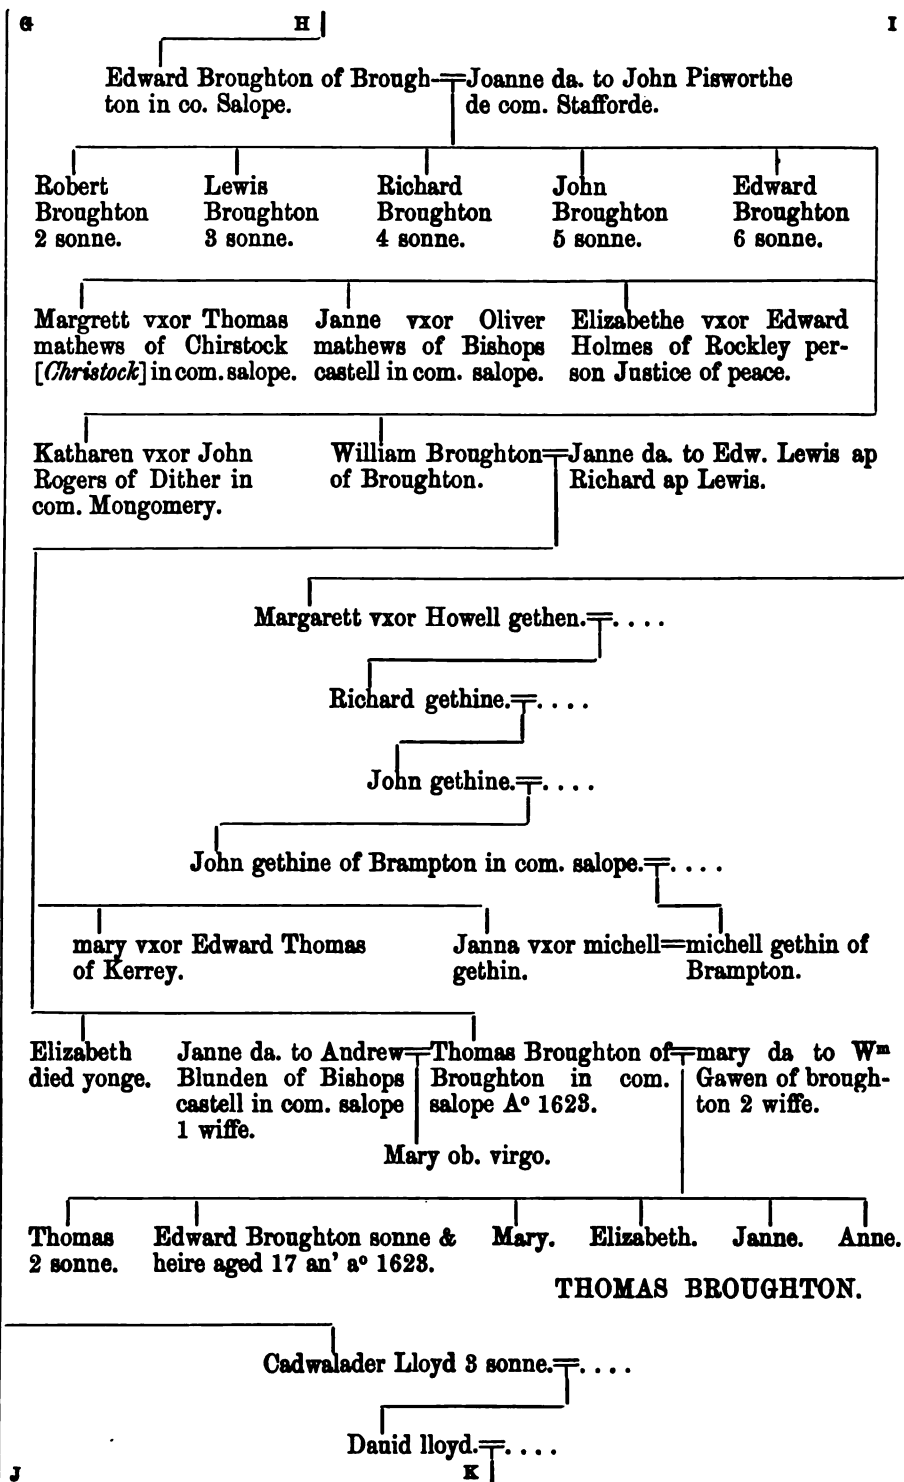 G H I
Edward Broughton of Brough-=Joanne da. to John Pisworthe
ton in co. Salope. de com. Stafforde.
Robert Lewis Richard John Edward
Broughton Broughton Broughton Broughton Broughton
2 sonne. 3 sonne. 4 sonne. 5 sonne. 6 sonne.
Margrett vxor Thomas Janne vxor Oliver Elizabethe vxor Edward
mathews of Chirstock mathews of Bishops Holmes of Rockley per-
[Christock] in com. salope. castell in com. salope. son Justice of peace.
Katharen vxor John William Broughton=Janne da. to Edw. Lewis ap
Rogers of Dither in of Broughton. Richard ap Lewis.
com. Mongomery.
Margarett vxor Howell gethen.=....
Richard gethine.=....
John gethine.=....
John gethine of Brampton in com. salope.=....
mary vxor Edward Thomas Janna vxor michell=michell gethin of
of Kerrey. gethin. Brampton.
Elizabeth Janne da. to Andrew=Thomas Broughton of=mary da to Wm
died yonge. Blunden of Bishops Broughton in com. Gawen of brough-
castell in com. salope salope Ao 1623. ton 2 wiffe.
1 wiffe.
Mary ob. virgo.
Thomas Edward Broughton sonne & Mary. Elizabeth. Janne. Anne.
2 sonne. heire aged 17 an' ao 1623.
THOMAS BROUGHTON.
Cadwalader Lloyd 3 sonne.=....
Dauid lloyd.=....
J K